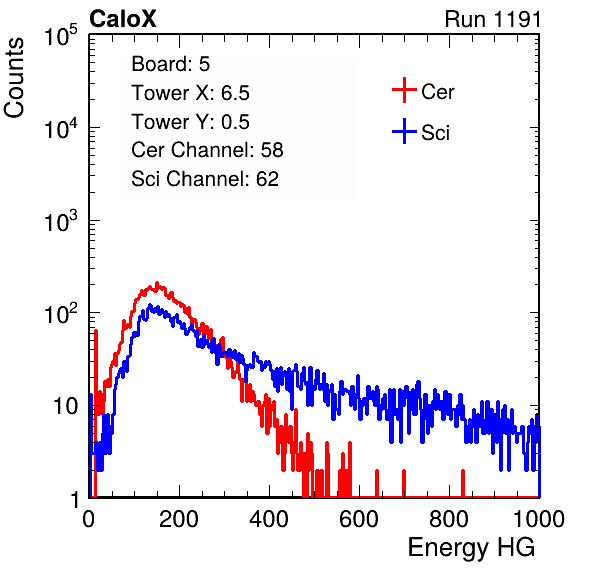 CaloX Run 1191
Counts
10^5
10^4
10^3
10^2
10
1
Board: 5
Tower X: 6.5
Tower Y: 0.5
Cer Channel: 58
Sci Channel: 62
Cer
Sci
0 200 400 600 800 1000
Energy HG